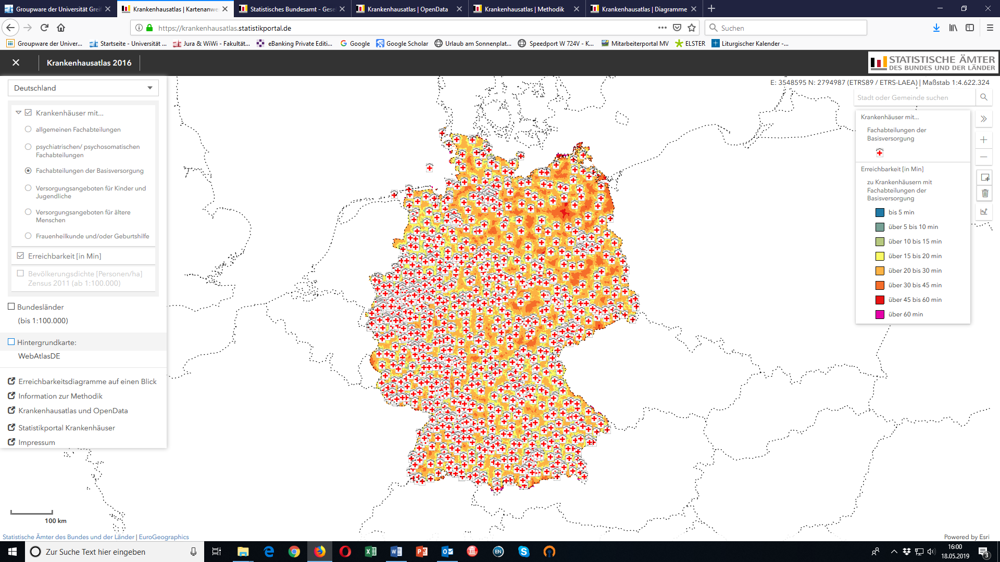 Groupware der Universität Greif
Krankenhausatlas | Kartenanwe
Statistisches Bundesamt - Gese
Krankenhausatlas | OpenData
Krankenhausatlas | Methodik
Krankenhausatlas | Diagramme
https://krankenhausatlas.statistikportal.de
Suchen
Groupware der Univer...
Startseite - Universität ...
Jura & WiWi - Fakultät...
eBanking Private Editi...
Google
Google Scholar
Urlaub am Sonnenplat...
Speedport W 724V - K...
Mitarbeiterportal MV
ELSTER
Liturgischer Kalender -...
Krankenhausatlas 2016
STATISTISCHE ÄMTER
DES BUNDES UND DER LÄNDER
E: 3548595 N: 2794987 (ETRS89 / ETRS-LAEA) | Maßstab 1:4.622.324
Stadt oder Gemeinde suchen
Deutschland
Krankenhäuser mit...
allgemeinen Fachabteilungen
psychiatrischen/ psychosomatischen
Fachabteilungen
Fachabteilungen der Basisversorgung
Versorgungsangeboten für Kinder und
Jugendliche
Versorgungsangeboten für ältere
Menschen
Frauenheilkunde und/oder Geburtshilfe
Erreichbarkeit [in Min]
Bevölkerungsdichte [Personen/ha]
Zensus 2011 (ab 1:100.000)
Bundesländer
(bis 1:100.000)
Hintergrundkarte:
WebAtlasDE
Erreichbarkeitsdiagramme auf einen Blick
Information zur Methodik
Krankenhausatlas und OpenData
Statistikportal Krankenhäuser
Impressum
Krankenhäuser mit...
Fachabteilungen der
Basisversorgung
Erreichbarkeit [in Min]
zu Krankenhäusern mit
Fachabteilungen der
Basisversorgung
bis 5 min
über 5 bis 10 min
über 10 bis 15 min
über 15 bis 20 min
über 20 bis 30 min
über 30 bis 45 min
über 45 bis 60 min
über 60 min
100 km
Statistische Ämter des Bundes und der Länder | EuroGeographics
Powered by Esri
Zur Suche Text hier eingeben
EN
16:00
18.05.2019
3